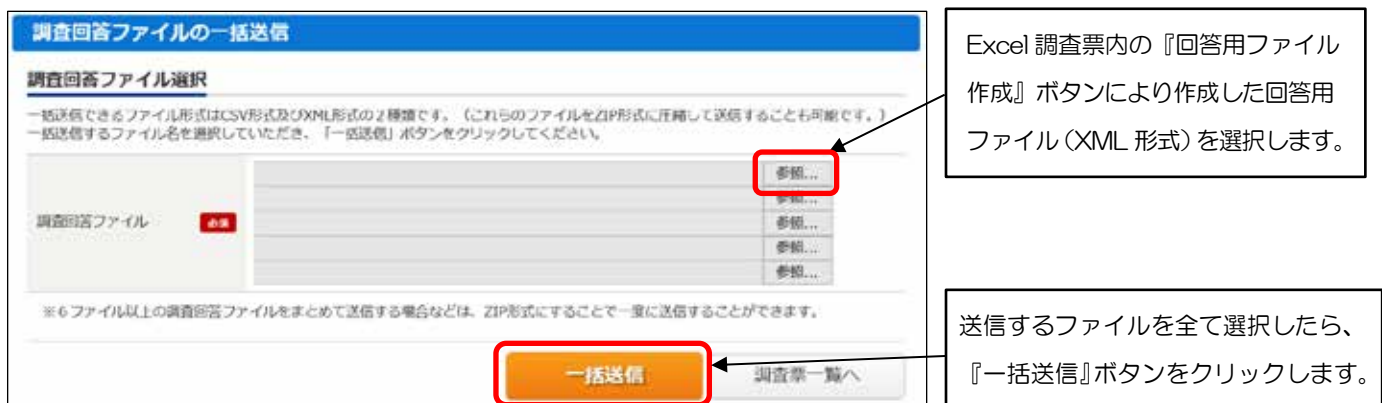 調査回答ファイルの一括送信
調査回答ファイル選択
一括送信できるファイル形式はCSV形式及びXML形式の2種類です。（これらのファイルをZIP形式に圧縮して送信することも可能です。）
一括送信するファイル名を選択していただき、「一括送信」ボタンをクリックしてください。
調査回答ファイル 必須
参照...
参照...
参照...
参照...
参照...
※6ファイル以上の調査回答ファイルをまとめて送信する場合などは、ZIP形式にすることで一度に送信することができます。
一括送信 調査票一覧へ
Excel 調査票内の『回答用ファイル
作成』ボタンにより作成した回答用
ファイル（XML 形式）を選択します。
送信するファイルを全て選択したら、
『一括送信』ボタンをクリックします。